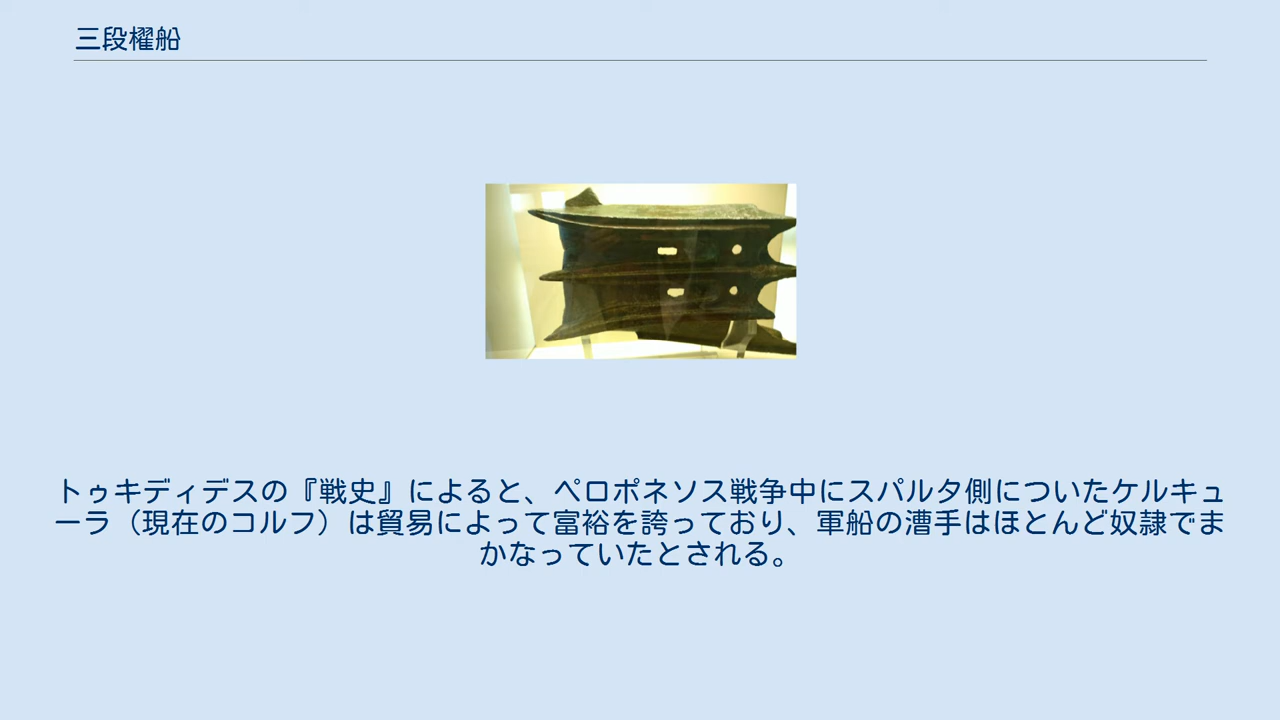 三段櫂船
トゥキディデスの『戦史』によると、ペロポネソス戦争中にスパルタ側についたケルキュ
ーラ（現在のコルフ）は貿易によって富裕を誇っており、軍船の漕手はほとんど奴隷でま
かなっていたとされる。